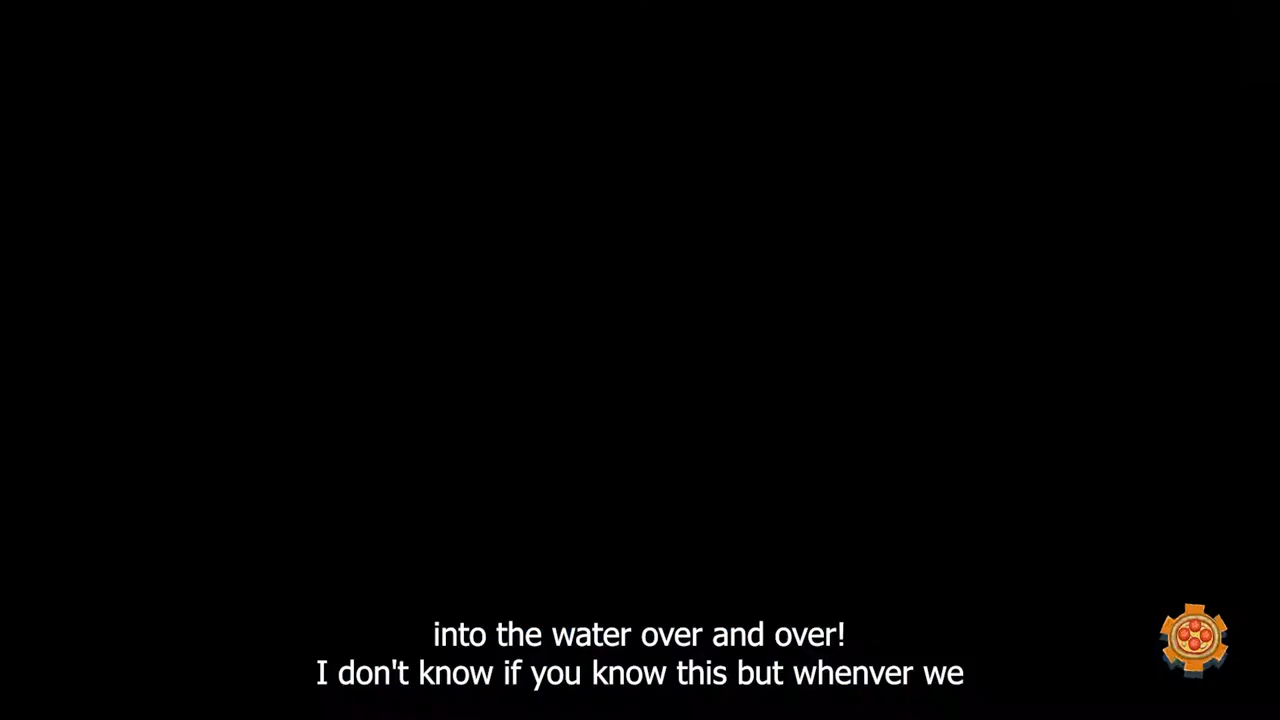 into the water over and over!
I don't know if you know this but whenver we